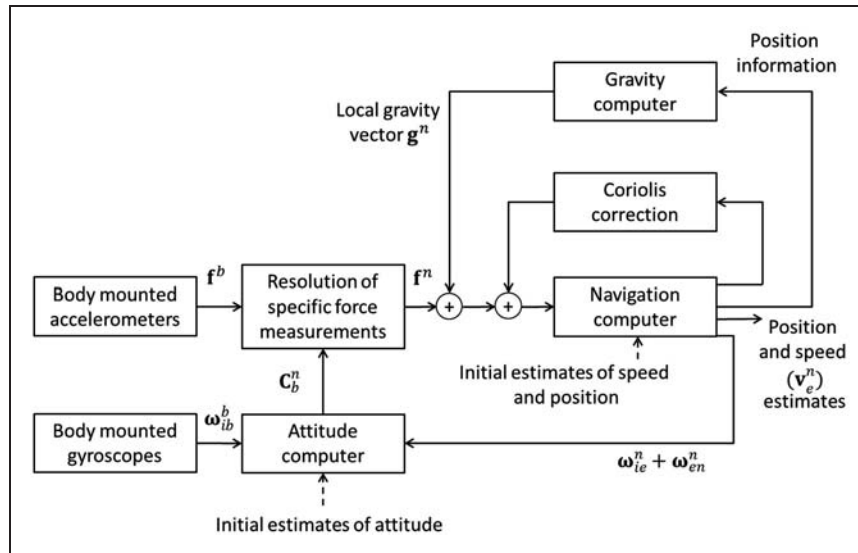 Position
information
Gravity
computer
Local gravity
vector gⁿ
Coriolis
correction
f^b
Body mounted
accelerometers
Resolution of
specific force
measurements
fⁿ
+
+
Navigation
computer
Position
and speed
(v_e^n)
estimates
Initial estimates of speed
and position
C_b^n
ω_ib^b
Body mounted
gyroscopes
Attitude
computer
ω_ie^n + ω_en^n
Initial estimates of attitude